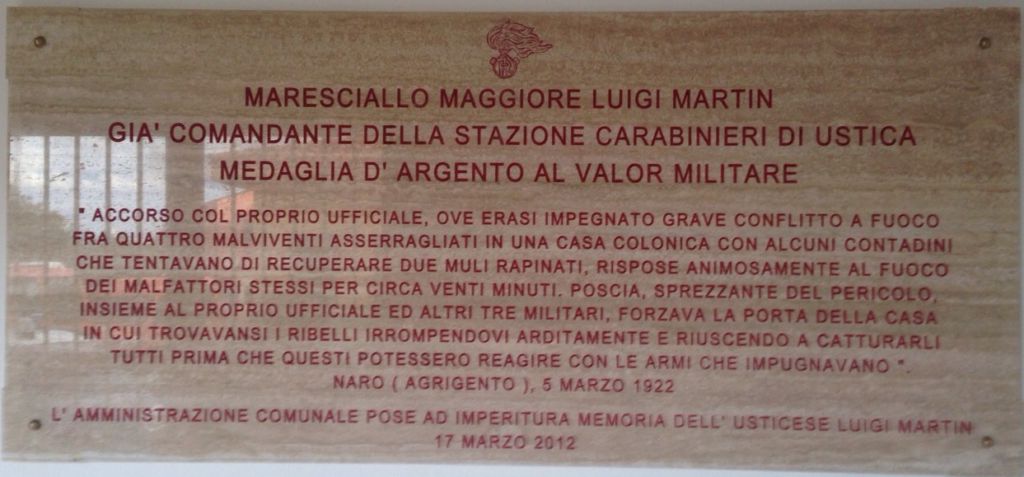 MARESCIALLO MAGGIORE LUIGI MARTIN
GIA' COMANDANTE DELLA STAZIONE CARABINIERI DI USTICA
MEDAGLIA D' ARGENTO AL VALOR MILITARE
" ACCORSO COL PROPRIO UFFICIALE, OVE ERASI IMPEGNATO GRAVE CONFLITTO A FUOCO
FRA QUATTRO MALVIVENTI ASSERRAGLIATI IN UNA CASA COLONICA CON ALCUNI CONTADINI
CHE TENTAVANO DI RECUPERARE DUE MULI RAPINATI, RISPOSE ANIMOSAMENTE AL FUOCO
DEI MALFATTORI STESSI PER CIRCA VENTI MINUTI. POSCIA, SPREZZANTE DEL PERICOLO,
INSIEME AL PROPRIO UFFICIALE ED ALTRI TRE MILITARI, FORZAVA LA PORTA DELLA CASA
IN CUI TROVAVANSI I RIBELLI IRROMPENDOVI ARDITAMENTE E RIUSCENDO A CATTURARLI
TUTTI PRIMA CHE QUESTI POTESSERO REAGIRE CON LE ARMI CHE IMPUGNAVANO ".
NARO ( AGRIGENTO ), 5 MARZO 1922
L' AMMINISTRAZIONE COMUNALE POSE AD IMPERITURA MEMORIA DELL' USTICESE LUIGI MARTIN
17 MARZO 2012